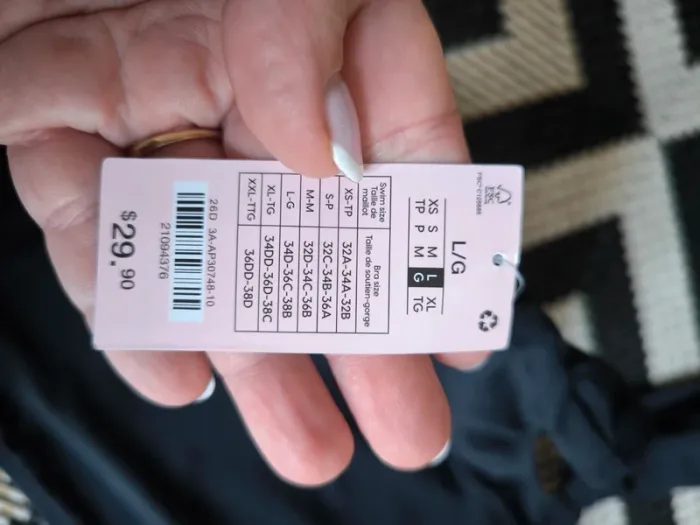 FSC
L/G
XS S M L XL
TP P M G TG
Swim size
Taille de
maillot
Bra size
Taille de soutien-gorge
XS-TP 32A-34A-32B
S-P 32C-34B-36A
M-M 32D-34C-36B
L-G 34D-36C-38B
XL-TG 34DD-36D-38C
XXL-TTG 36DD-38D
26D 3A-AP30748-10
21094376
$29.90